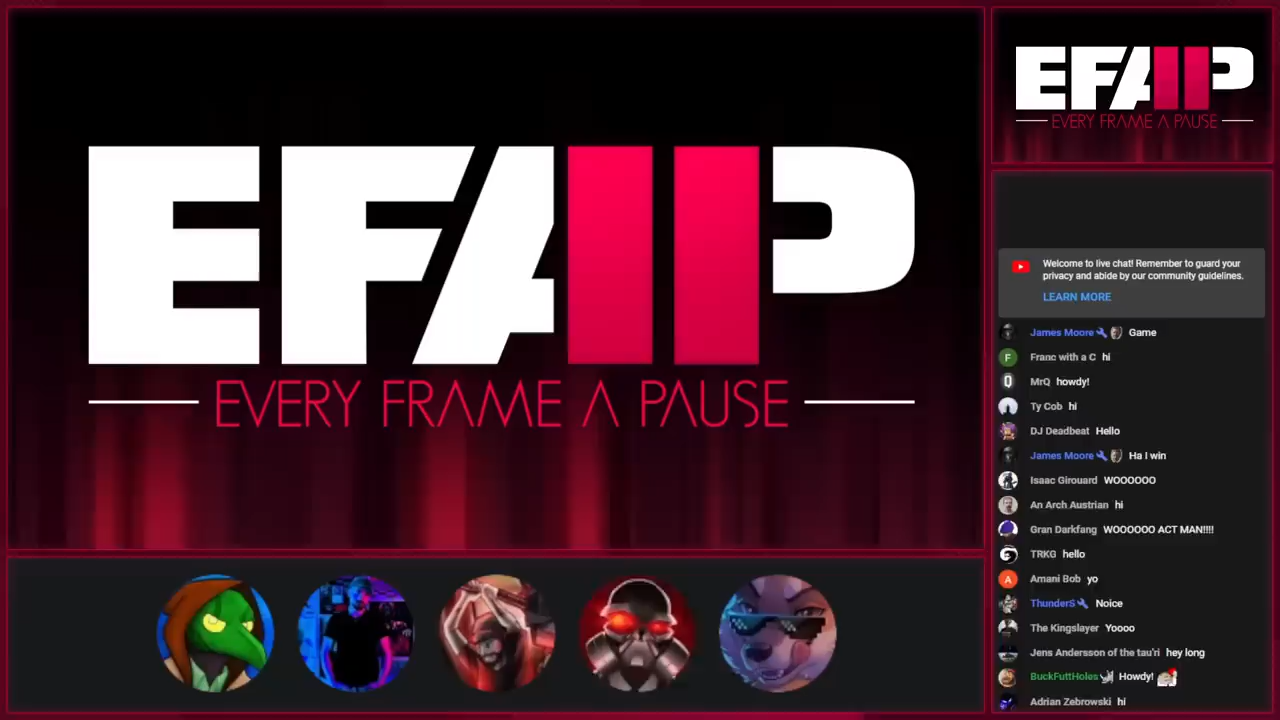 EFAP
EVERY FRAME A PAUSE
EFAP
EVERY FRAME A PAUSE
Welcome to live chat! Remember to guard your
privacy and abide by our community guidelines.
LEARN MORE
James Moore Game
F Franc with a C hi
MrQ howdy!
Ty Cob hi
DJ Deadbeat Hello
James Moore Ha I win
Isaac Girouard WOOOOOO
An Arch Austrian hi
Gran Darkfang WOOOOOO ACT MAN!!!!
TRKG hello
A Amani Bob yo
ThunderS Noice
The Kingslayer Yoooo
Jens Andersson of the tau'ri hey long
BuckFuttHoles Howdy!
Adrian Zebrowski hi